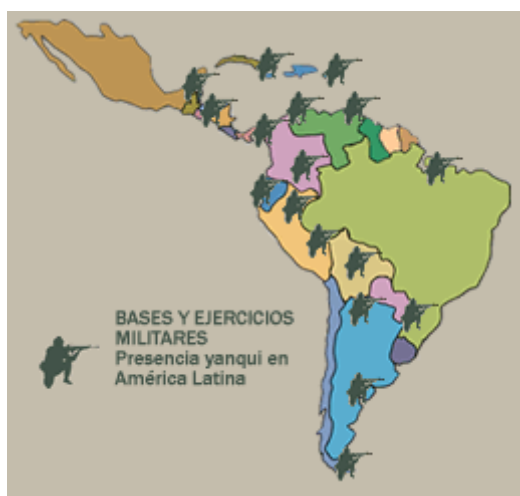 BASES Y EJERCICIOS
MILITARES
Presencia yanqui en
América Latina